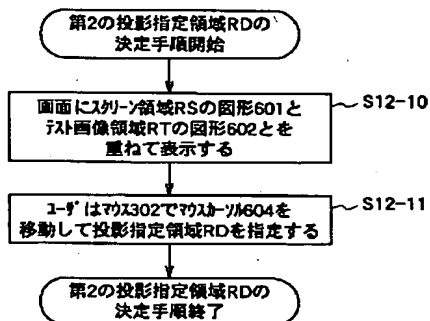 第2の投影指定領域RDの
決定手順開始
画面にスクリーン領域RSの図形601と
テスト画像領域RTの図形602とを
重ねて表示する
S12-10
ユーザはマウス302でマウスカーソル604を
移動して投影指定領域RDを指定する
S12-11
第2の投影指定領域RDの
決定手順終了